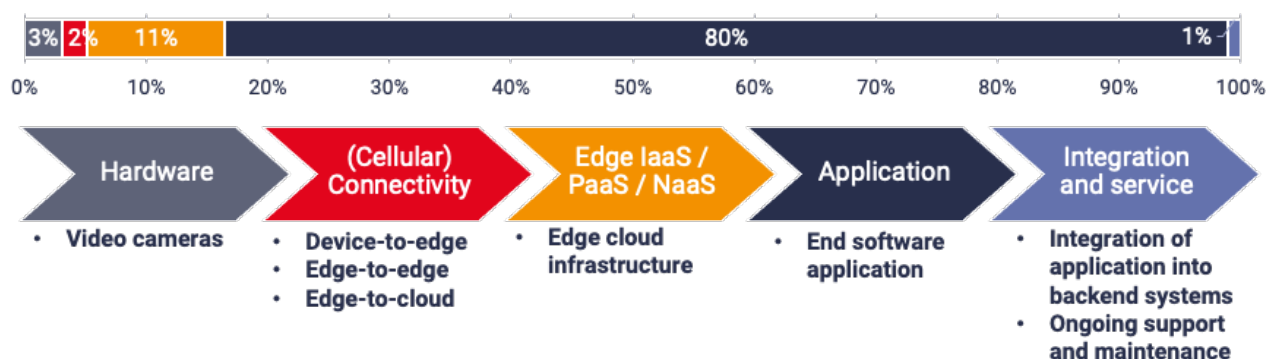 3% 2% 11% 80% 1%
0% 10% 20% 30% 40% 50% 60% 70% 80% 90% 100%
Hardware
• Video cameras
(Cellular)
Connectivity
• Device-to-edge
• Edge-to-edge
• Edge-to-cloud
Edge IaaS /
PaaS / NaaS
• Edge cloud
infrastructure
Application
• End software
application
Integration
and service
• Integration of
application into
backend systems
• Ongoing support
and maintenance